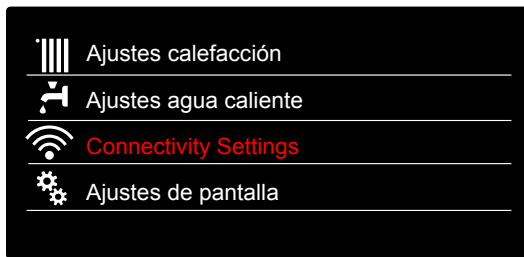 Ajustes calefacción
Ajustes agua caliente
Connectivity Settings
Ajustes de pantalla